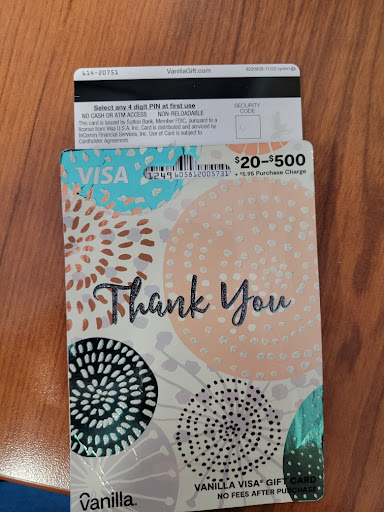 614-20751 VanillaGift.com
Select any 4 digit PIN at first use
NO CASH OR ATM ACCESS NON-RELOADABLE
This card is issued by Sutton Bank, Member FDIC, pursuant to a
license from Visa U.S.A. Inc. Card is distributed and serviced by
InComm Financial Services, Inc. Use of Card is subject to
Cardholder Agreement.
SECURITY
CODE
VISA
$20–$500
+ $5.95 Purchase Charge
Thank You
VANILLA VISA® GIFT CARD
NO FEES AFTER PURCHASE
Vanilla.